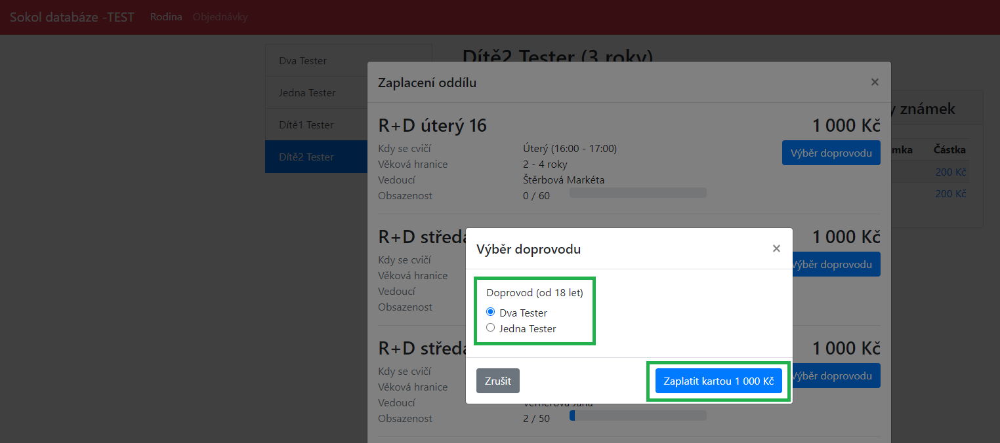 Sokol databáze -TEST Rodina Objednávky
Dva Tester
Jedna Tester
Dítě1 Tester
Dítě2 Tester
Dítě2 Tester (3 roky)
známek
Částka
200 Kč
200 Kč
Zaplacení oddílu ×
R+D úterý 16 1 000 Kč
Kdy se cvičí Úterý (16:00 - 17:00) Výběr doprovodu
Věková hranice 2 - 4 roky
Vedoucí Štěrbová Markéta
Obsazenost 0 / 60
R+D středa 1 000 Kč
Kdy se cvičí Výběr doprovodu
Věková hranice
Vedoucí
Obsazenost
R+D středa 1 000 Kč
Kdy se cvičí Výběr doprovodu
Věková hranice
Vedoucí Vernerová Jana
Obsazenost 2 / 50
Výběr doprovodu ×
Doprovod (od 18 let)
Dva Tester
Jedna Tester
Zrušit Zaplatit kartou 1 000 Kč